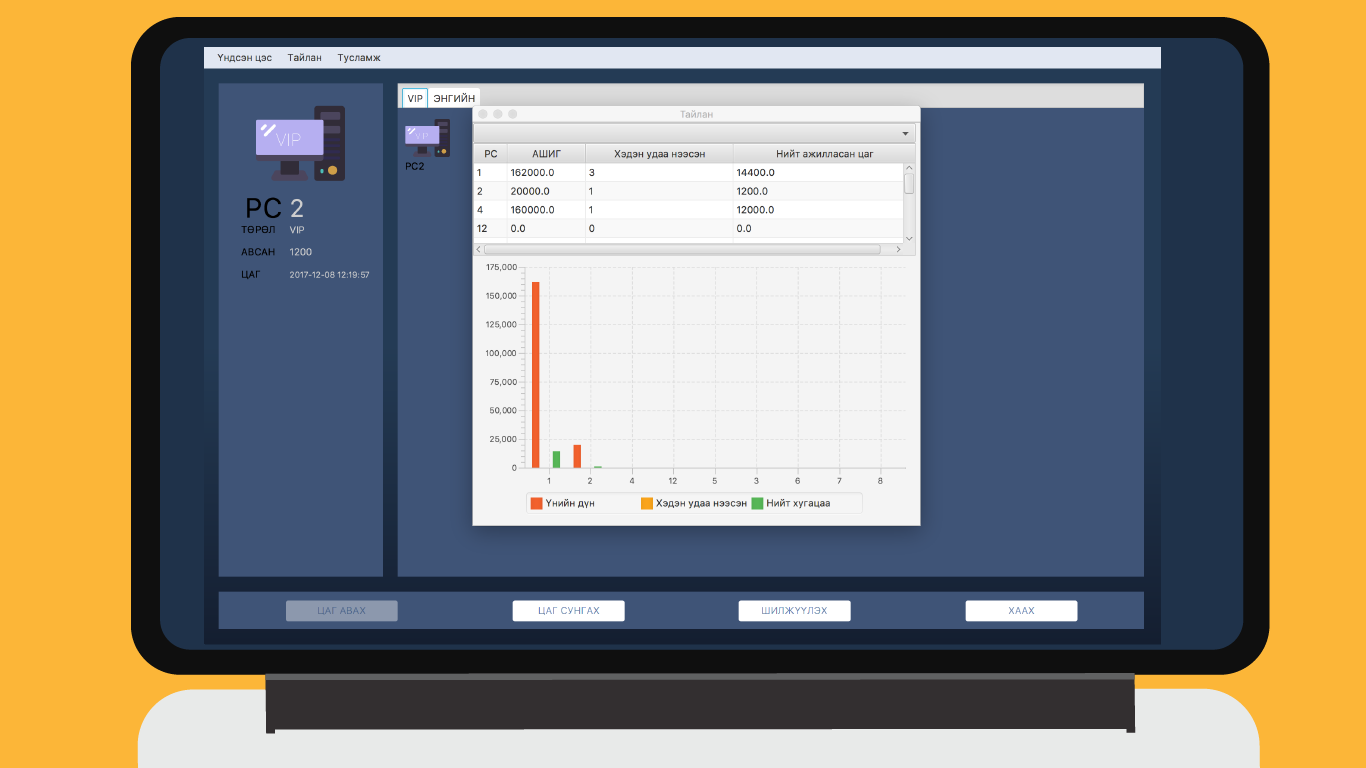 Үндсэн цэс Тайлан Тусламж
VIP
PC 2
ТӨРӨЛ VIP
АВСАН 1200
ЦАГ 2017-12-08 12:19:57
VIP ЭНГИЙН
VIP
PC2
Тайлан
PC АШИГ Хэдэн удаа нээсэн Нийт ажилласан цаг
1 162000.0 3 14400.0
2 20000.0 1 1200.0
4 160000.0 1 12000.0
12 0.0 0 0.0
175,000
150,000
125,000
100,000
75,000
50,000
25,000
0
1 2 4 12 5 3 6 7 8
Үнийн дүн Хэдэн удаа нээсэн Нийт хугацаа
ЦАГ АВАХ ЦАГ СУНГАХ ШИЛЖҮҮЛЭХ ХААХ